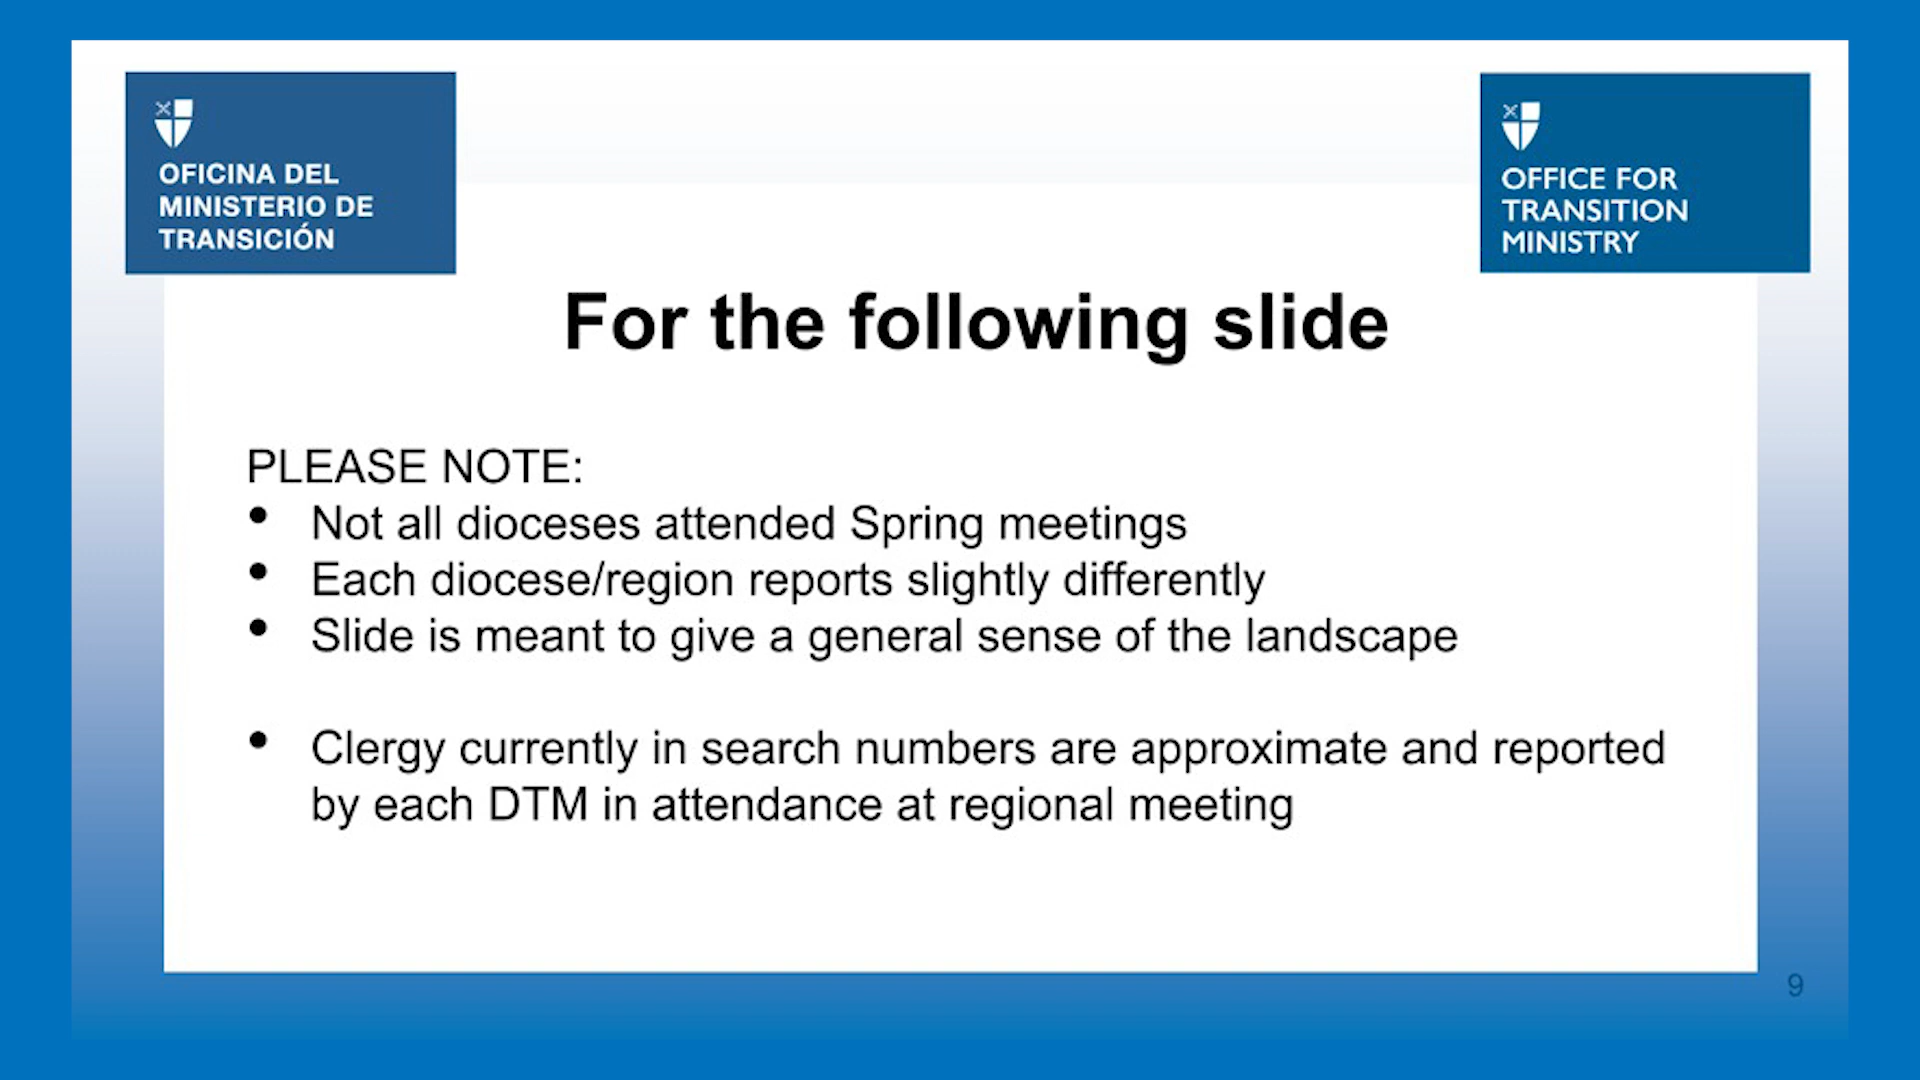 OFICINA DEL
MINISTERIO DE
TRANSICIÓN
OFFICE FOR
TRANSITION
MINISTRY
For the following slide
PLEASE NOTE:
• Not all dioceses attended Spring meetings
• Each diocese/region reports slightly differently
• Slide is meant to give a general sense of the landscape
• Clergy currently in search numbers are approximate and reported
by each DTM in attendance at regional meeting
9